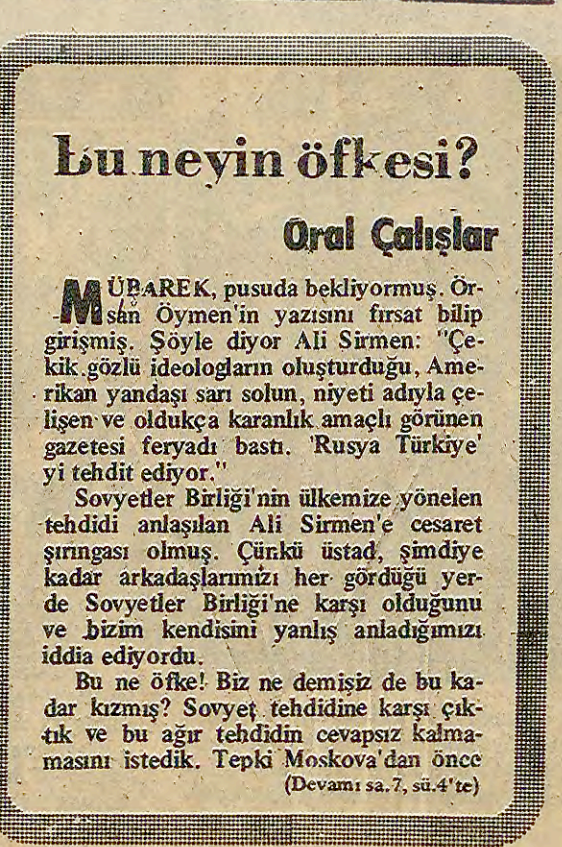 bu neyin öfkesi?
Oral Çalışlar
MÜBAREK, pusuda bekliyormuş. Ör-
san Öymen'in yazısını fırsat bilip
girişmiş. Şöyle diyor Ali Sirmen: "Çe-
kik gözlü ideologların oluşturduğu, Ame-
rikan yandaşı sarı solun, niyeti adıyla çe-
lişen ve oldukça karanlık amaçlı görünen
gazetesi feryadı bastı. 'Rusya Türkiye'
yi tehdit ediyor."
Sovyetler Birliği'nin ülkemize yönelen
tehdidi anlaşılan Ali Sirmen'e cesaret
şırıngası olmuş. Çünkü üstad, şimdiye
kadar arkadaşlarımızı her gördüğü yer-
de Sovyetler Birliği'ne karşı olduğunu
ve bizim kendisini yanlış anladığımızı
iddia ediyordu.
Bu ne öfke! Biz ne demişiz de bu ka-
dar kızmış? Sovyet tehdidine karşı çık-
tık ve bu ağır tehdidin cevapsız kalma-
masını istedik. Tepki Moskova'dan önce
(Devamı sa.7, sü.4'te)